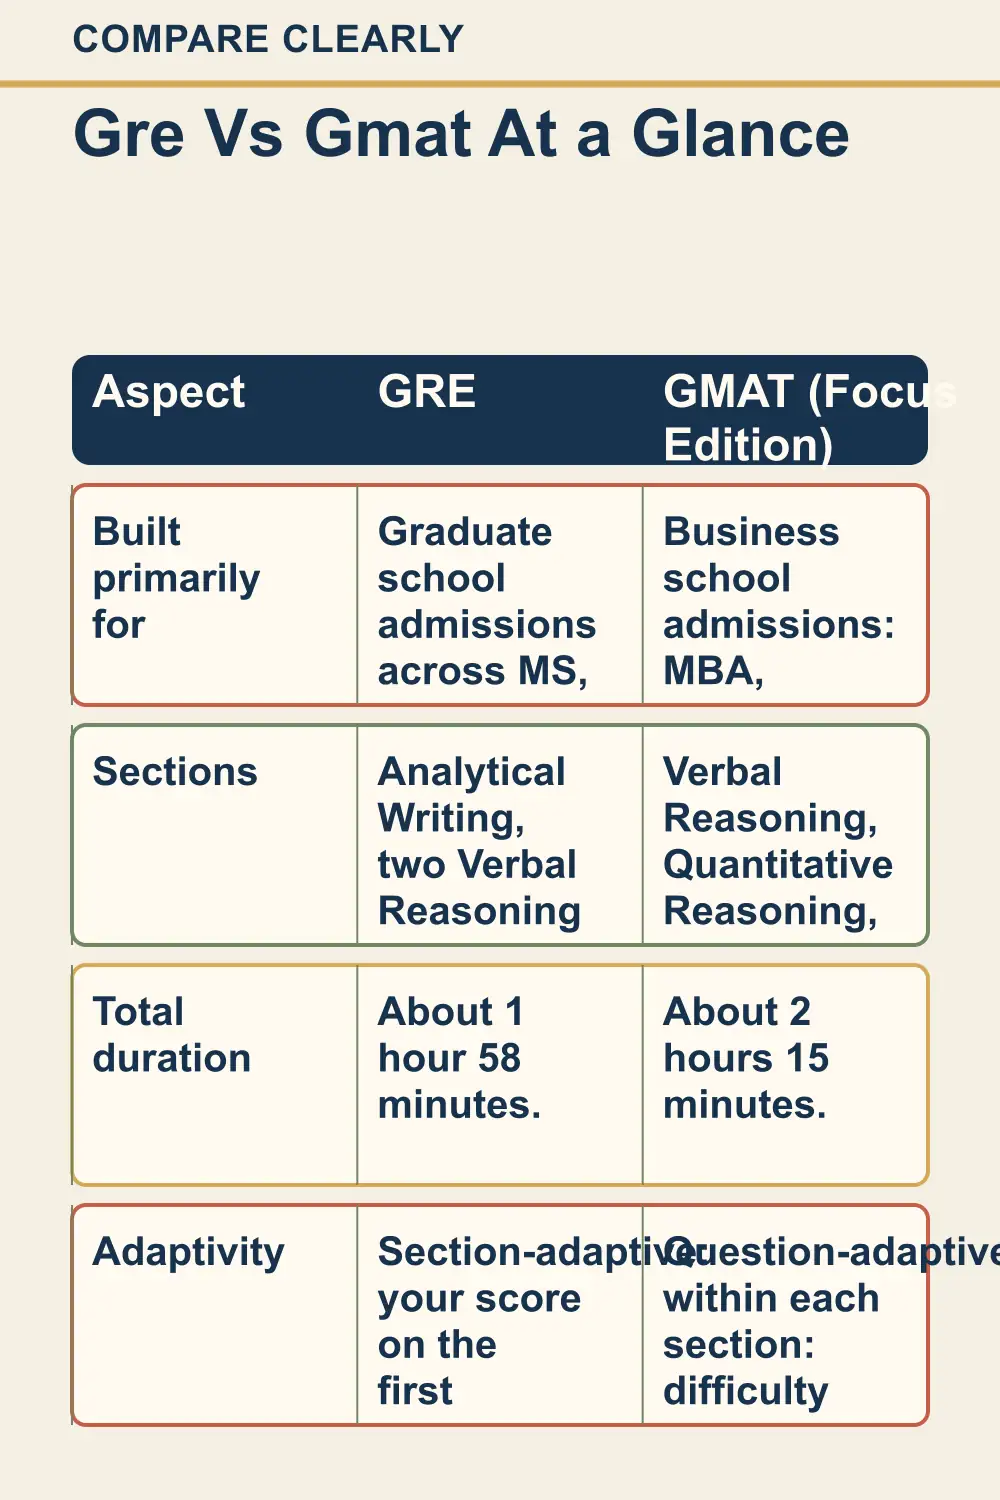 COMPARE CLEARLY
Gre Vs Gmat At a Glance
Aspect
GRE
GMAT (Focus
Edition)
Built
primarily
for
Graduate
school
admissions
across MS,
Business
school
admissions:
MBA,
Sections
Analytical
Writing,
two Verbal
Reasoning
Verbal
Reasoning,
Quantitative
Reasoning,
Total
duration
About 1
hour 58
minutes.
About 2
hours 15
minutes.
Adaptivity
Section-adaptive:
your score
on the
first
Question-adaptive
within each
section:
difficulty